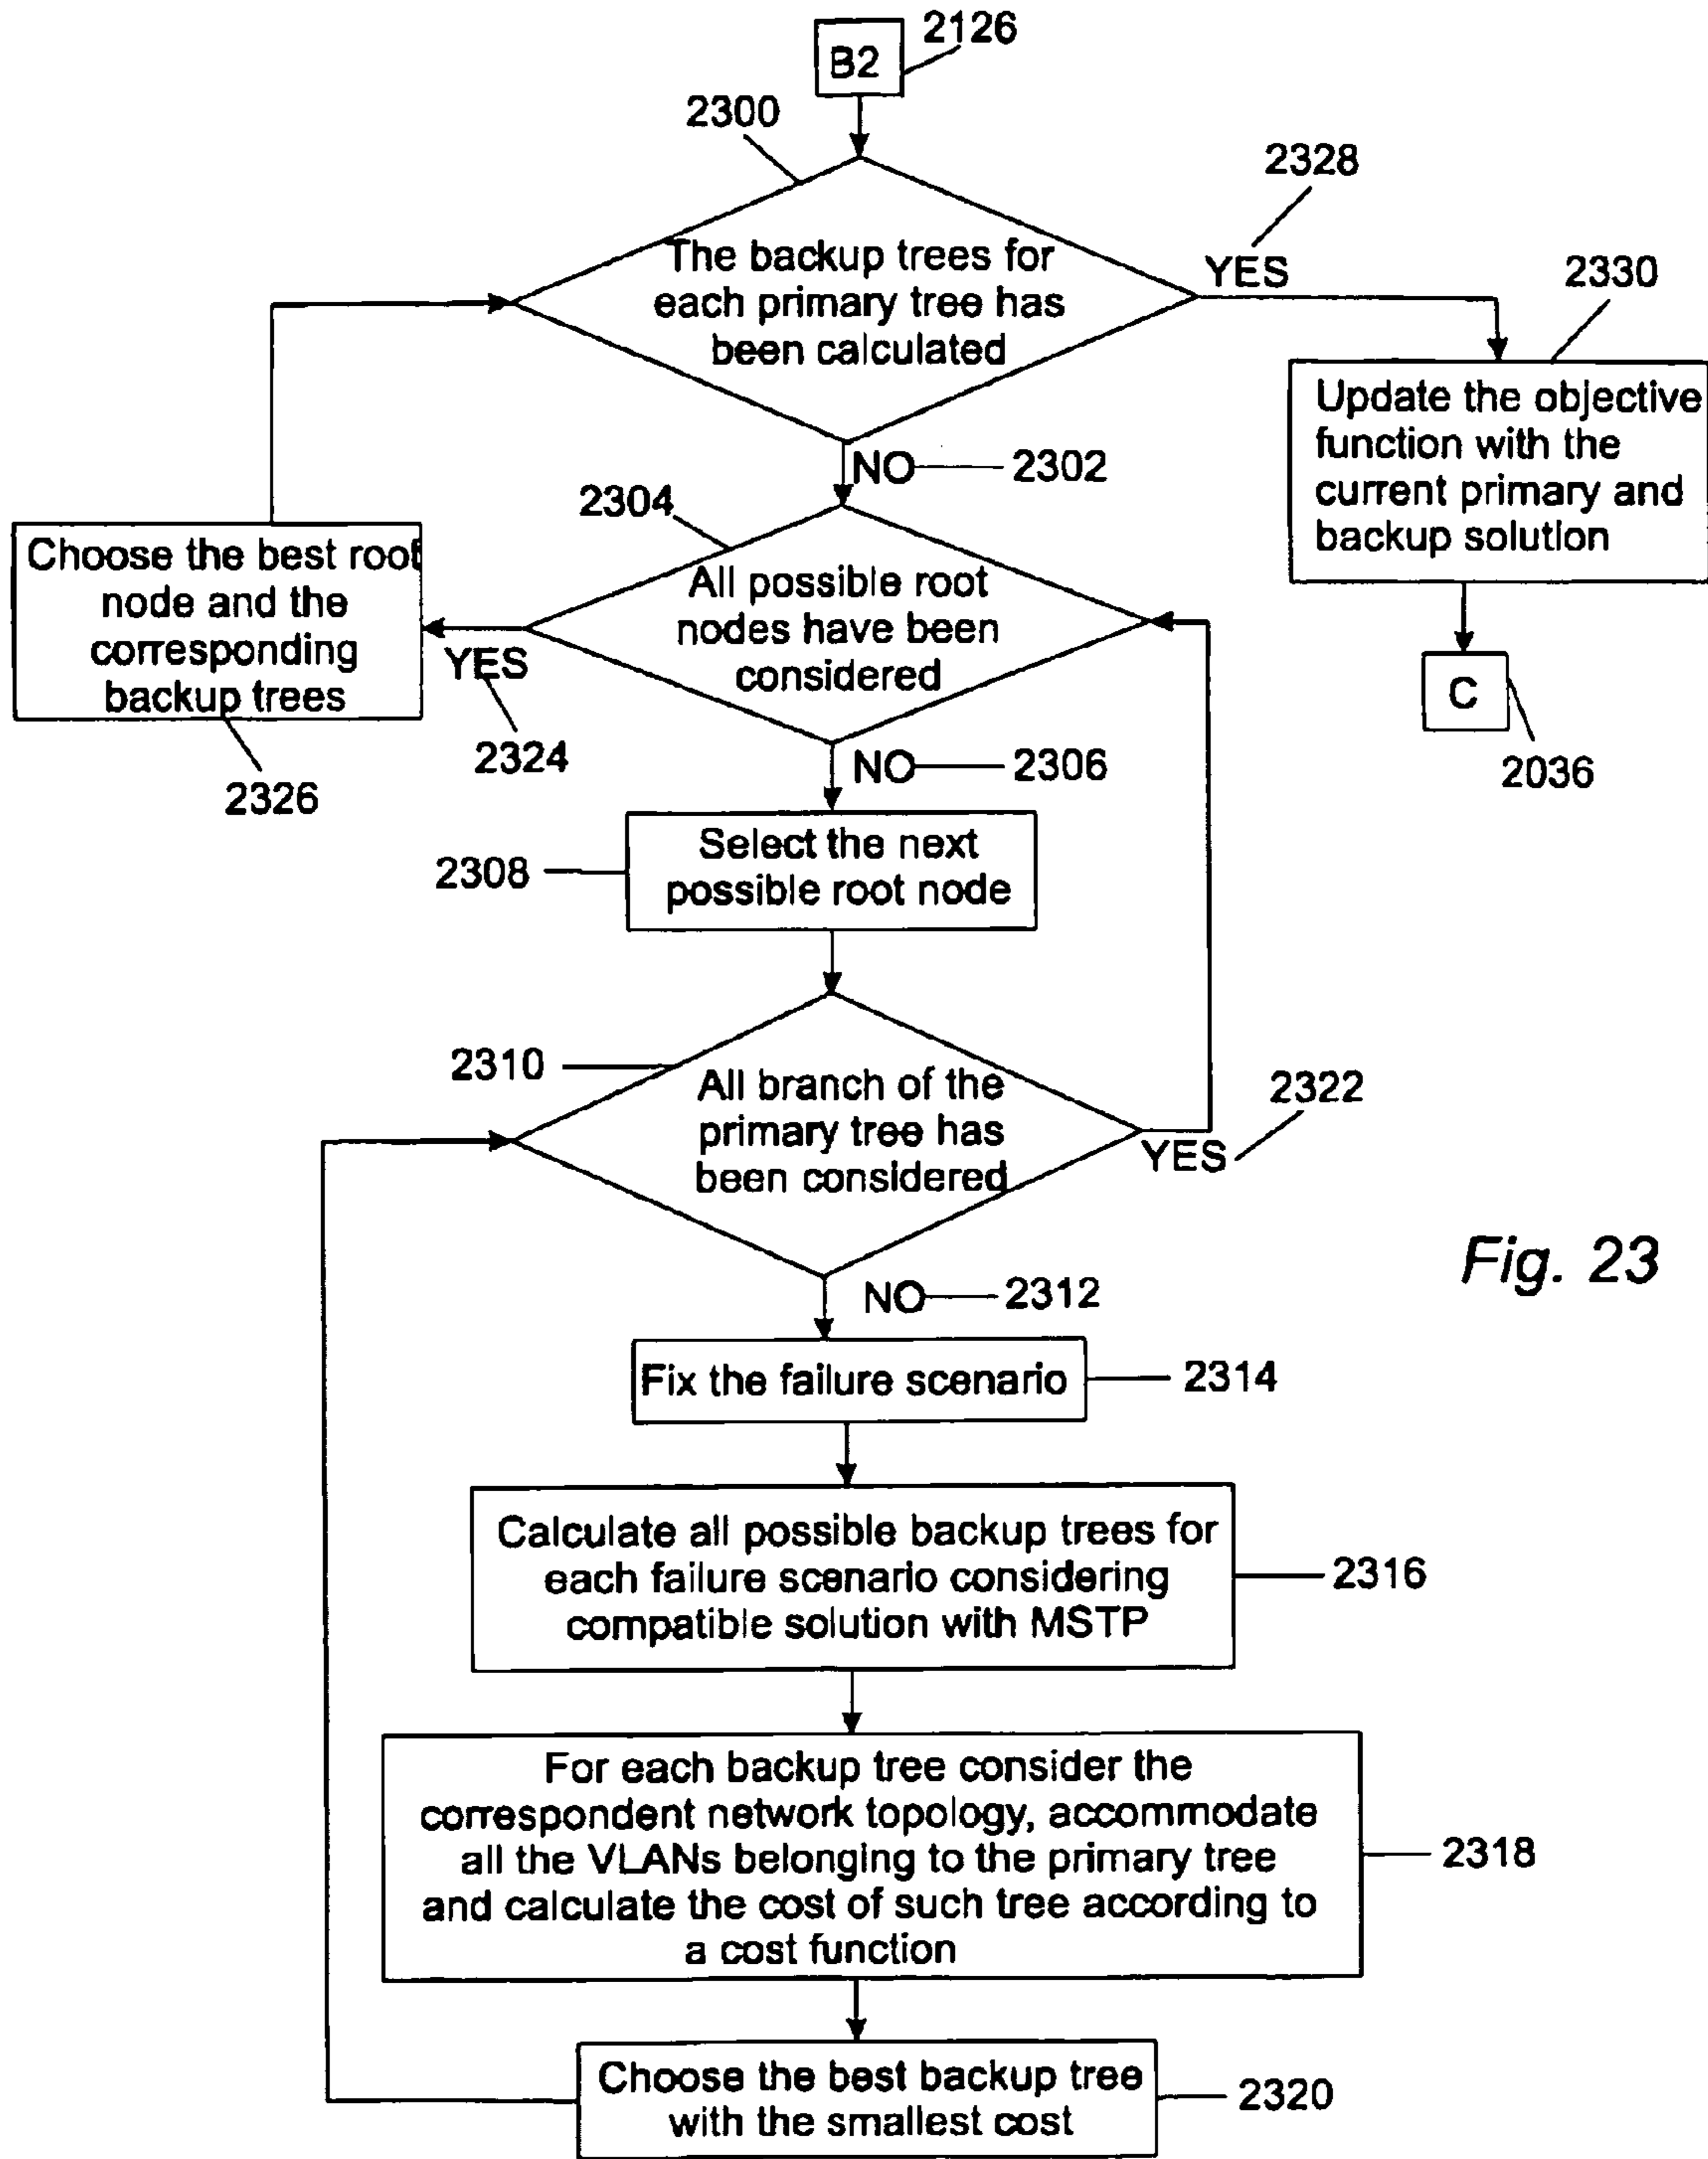 2126
B2
2300
2328
The backup trees for
each primary tree has
been calculated
YES
2330
Update the objective
function with the
current primary and
backup solution
NO
2302
2304
Choose the best root
node and the
corresponding
backup trees
All possible root
nodes have been
considered
YES
C
2324
2326
NO
2306
2036
Select the next
possible root node
2308
2310
All branch of the
primary tree has
been considered
2322
YES
Fig. 23
NO
2312
Fix the failure scenario
2314
Calculate all possible backup trees for
each failure scenario considering
compatible solution with MSTP
2316
For each backup tree consider the
correspondent network topology, accommodate
all the VLANs belonging to the primary tree
and calculate the cost of such tree according to
a cost function
2318
Choose the best backup tree
with the smallest cost
2320